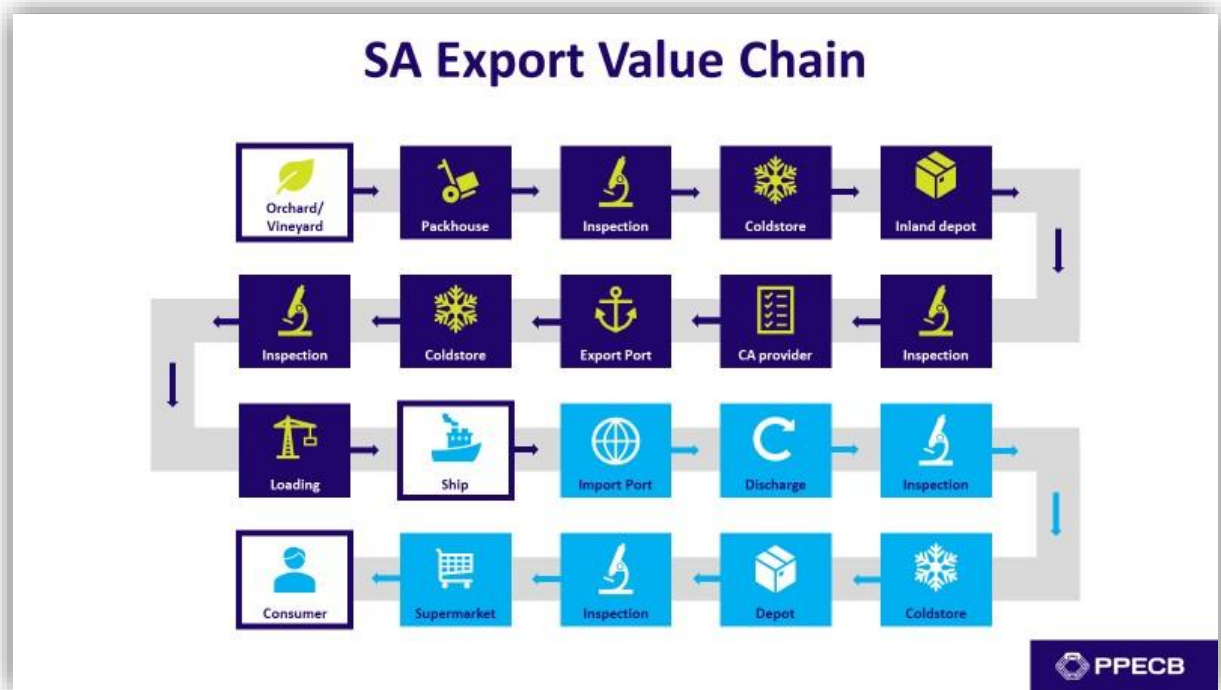 SA Export Value Chain
Orchard/
Vineyard
Packhouse
Inspection
Coldstore
Inland depot
Inspection
Coldstore
Export Port
CA provider
Inspection
Loading
Ship
Import Port
Discharge
Inspection
Consumer
Supermarket
Inspection
Depot
Coldstore
PPECB